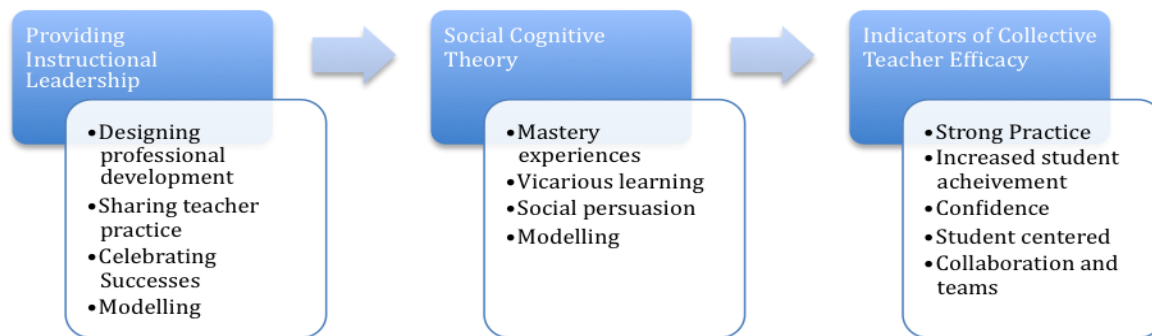 Providing
Instructional
Leadership
•Designing
professional
development
•Sharing teacher
practice
•Celebrating
Successes
•Modelling
Social Cognitive
Theory
•Mastery
experiences
•Vicarious learning
•Social persuasion
•Modelling
Indicators of Collective
Teacher Efficacy
•Strong Practice
•Increased student
acheivement
•Confidence
•Student centered
•Collaboration and
teams